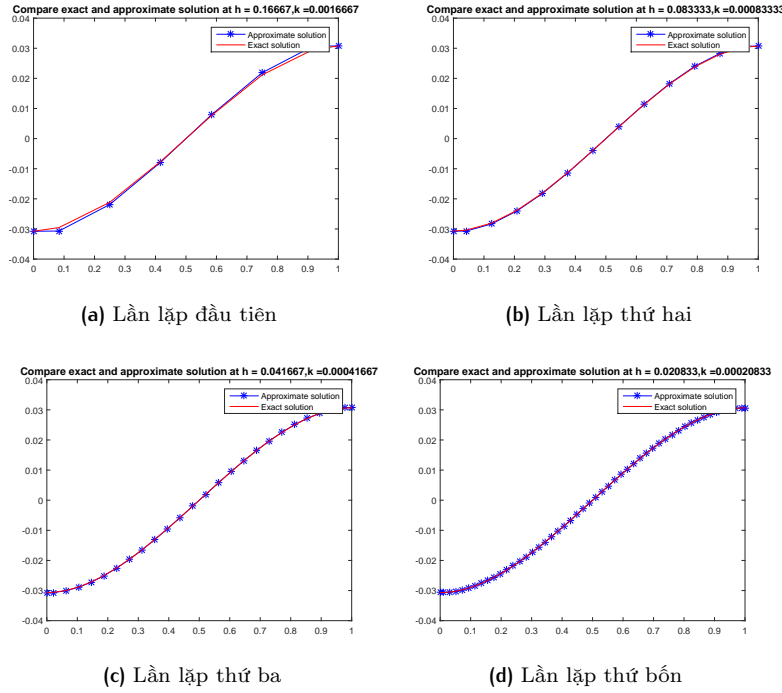 Compare exact and approximate solution at h = 0.16667,k =0.0016667
0.04
0.03
0.02
0.01
0
-0.01
-0.02
-0.03
-0.04
0 0.1 0.2 0.3 0.4 0.5 0.6 0.7 0.8 0.9 1
Approximate solution
Exact solution
(a) Lần lặp đầu tiên
Compare exact and approximate solution at h = 0.083333,k =0.00083333
0.04
0.03
0.02
0.01
0
-0.01
-0.02
-0.03
-0.04
0 0.1 0.2 0.3 0.4 0.5 0.6 0.7 0.8 0.9 1
Approximate solution
Exact solution
(b) Lần lặp thứ hai
Compare exact and approximate solution at h = 0.041667,k =0.00041667
0.04
0.03
0.02
0.01
0
-0.01
-0.02
-0.03
-0.04
0 0.1 0.2 0.3 0.4 0.5 0.6 0.7 0.8 0.9 1
Approximate solution
Exact solution
(c) Lần lặp thứ ba
Compare exact and approximate solution at h = 0.020833,k =0.00020833
0.04
0.03
0.02
0.01
0
-0.01
-0.02
-0.03
-0.04
0 0.1 0.2 0.3 0.4 0.5 0.6 0.7 0.8 0.9 1
Approximate solution
Exact solution
(d) Lần lặp thứ bốn